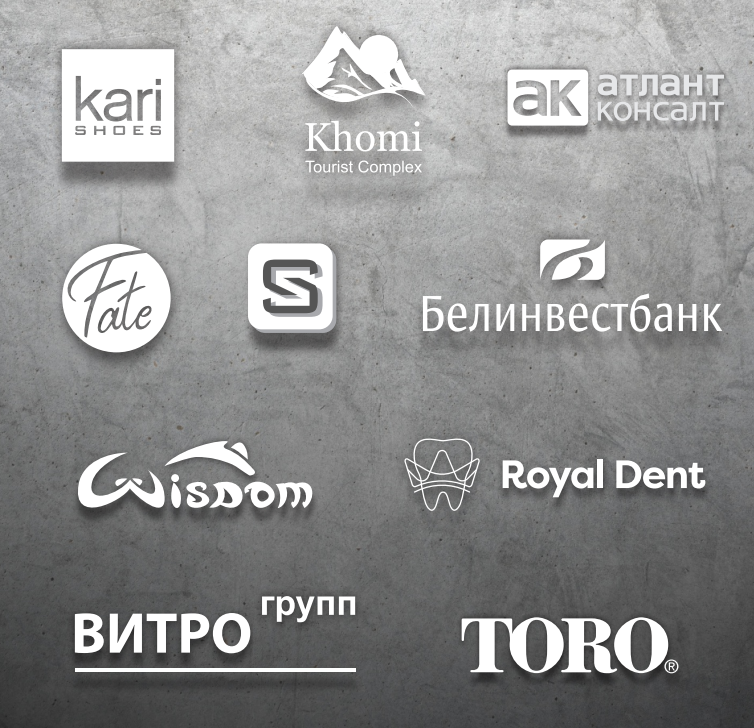 kari
SHOES
Khomi
Tourist Complex
ак атлант
консалт
Fate
S
Белинвестбанк
Wisdom
Royal Dent
ВИТРО групп
TORO®